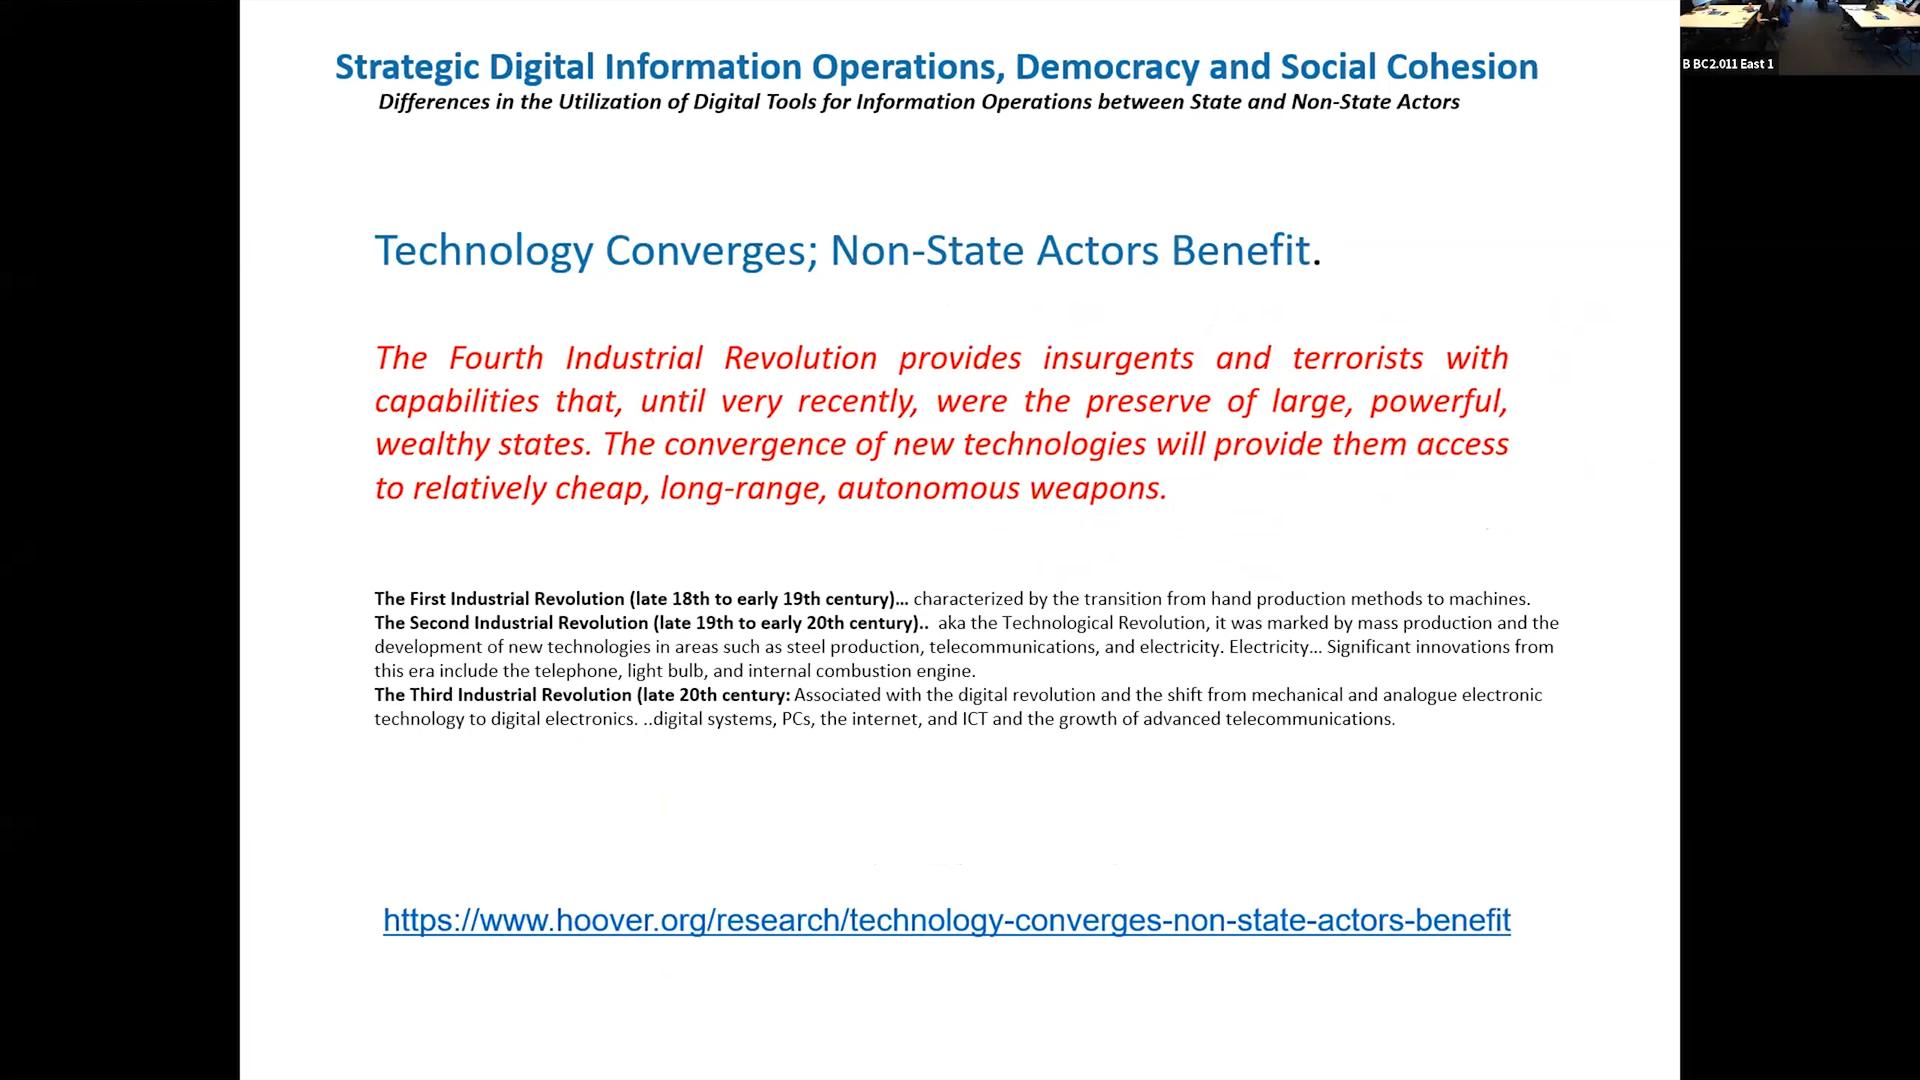 Strategic Digital Information Operations, Democracy and Social Cohesion
B BC2.011 East 1
Differences in the Utilization of Digital Tools for Information Operations between State and Non-State Actors
Technology Converges; Non-State Actors Benefit.
The Fourth Industrial Revolution provides insurgents and terrorists with
capabilities that, until very recently, were the preserve of large, powerful,
wealthy states. The convergence of new technologies will provide them access
to relatively cheap, long-range, autonomous weapons.
The First Industrial Revolution (late 18th to early 19th century)... characterized by the transition from hand production methods to machines.
The Second Industrial Revolution (late 19th to early 20th century).. aka the Technological Revolution, it was marked by mass production and the
development of new technologies in areas such as steel production, telecommunications, and electricity. Electricity... Significant innovations from
this era include the telephone, light bulb, and internal combustion engine.
The Third Industrial Revolution (late 20th century: Associated with the digital revolution and the shift from mechanical and analogue electronic
technology to digital electronics. ..digital systems, PCs, the internet, and ICT and the growth of advanced telecommunications.
https://www.hoover.org/research/technology-converges-non-state-actors-benefit